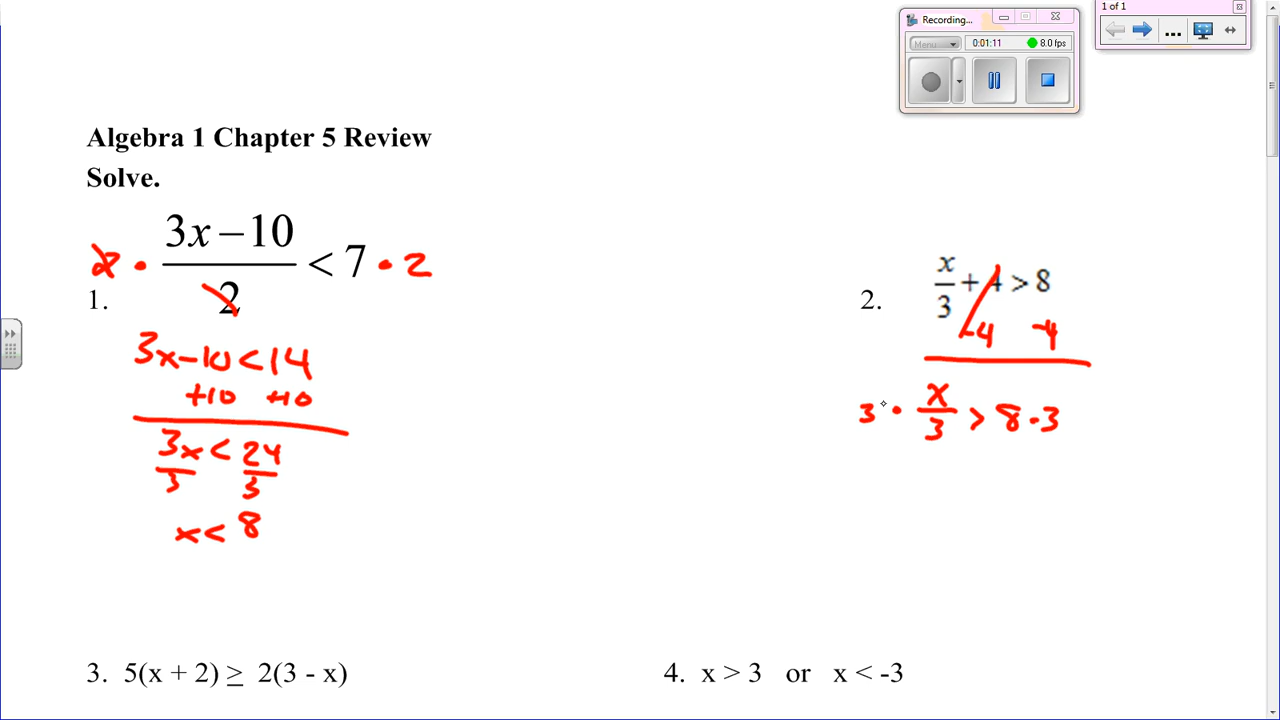 1 of 1
Recording...
Menu
0:01:11 8.0 fps
Algebra 1 Chapter 5 Review
Solve.
1. 2 • (3x − 10)/2 < 7 • 2
3x − 10 < 14
+10 +10
3x/3 < 24/3
x < 8
2. x/3 + 4 > 8
-4 -4
3 • x/3 > 8 • 3
3. 5(x + 2) ≥ 2(3 - x)
4. x > 3 or x < -3